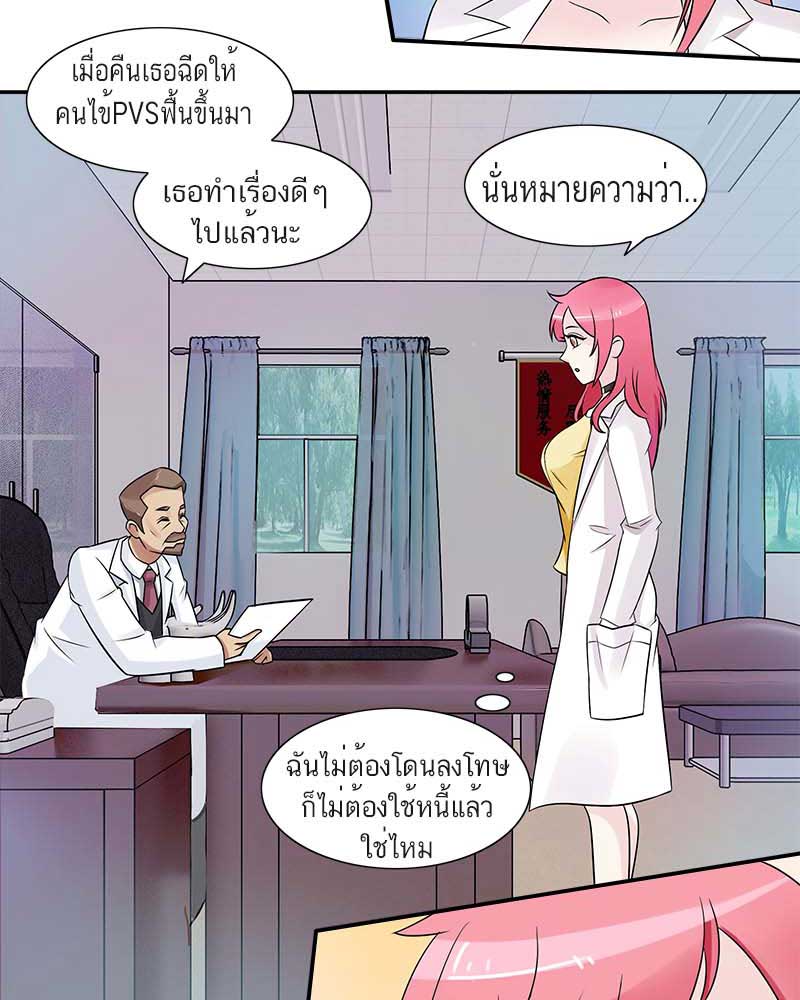 เมื่อคืนเธอฉีดให้
คนไข้PVSฟื้นขึ้นมา
เธอทำเรื่องดีๆ
ไปแล้วนะ
นั่นหมายความว่า...
热情服务
ฉันไม่ต้องโดนลงโทษ
ก็ไม่ต้องใช้หนี้แล้ว
ใช่ไหม